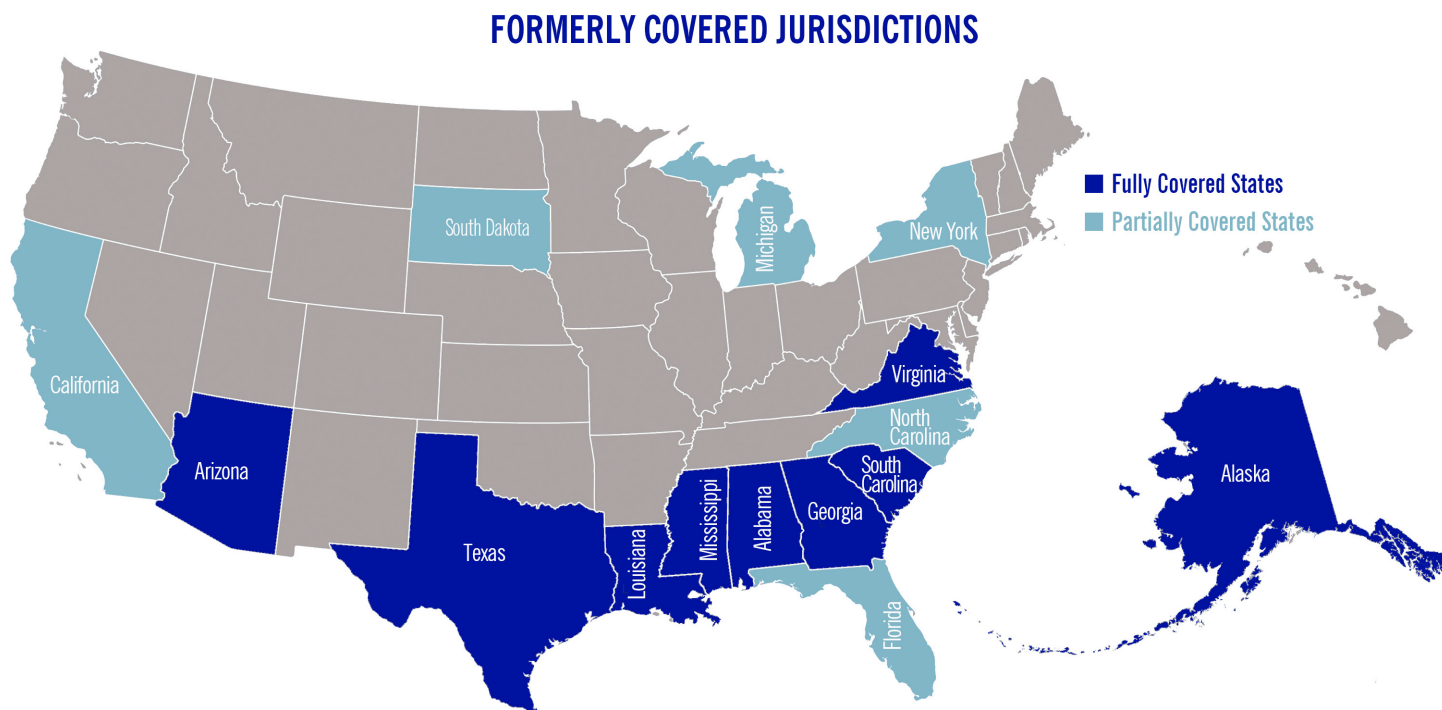 FORMERLY COVERED JURISDICTIONS
Fully Covered States
Partially Covered States
South Dakota
Michigan
New York
California
Virginia
North
Carolina
Arizona
South
Carolina
Alaska
Mississippi
Alabama
Georgia
Texas
Louisiana
Florida